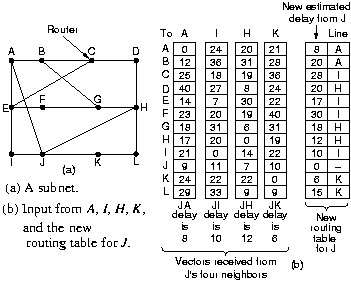 Router
A B C D
E F G H
I J K L
(a)
(a) A subnet.
(b) Input from A, I, H, K,
and the new
routing table for J.
New estimated
delay from J
To A I H K Line
A 0 24 20 21 8 A
B 12 36 31 28 20 A
C 25 18 19 36 28 I
D 40 27 8 24 20 H
E 14 7 30 22 17 I
F 23 20 19 40 30 I
G 18 31 6 31 18 H
H 17 20 0 19 12 H
I 21 0 14 22 10 I
J 9 11 7 10 0 –
K 24 22 22 0 6 K
L 29 33 9 9 15 K
JA delay is 8
JI delay is 10
JH delay is 12
JK delay is 6
New
routing
table
for J
Vectors received from
J's four neighbors
(b)